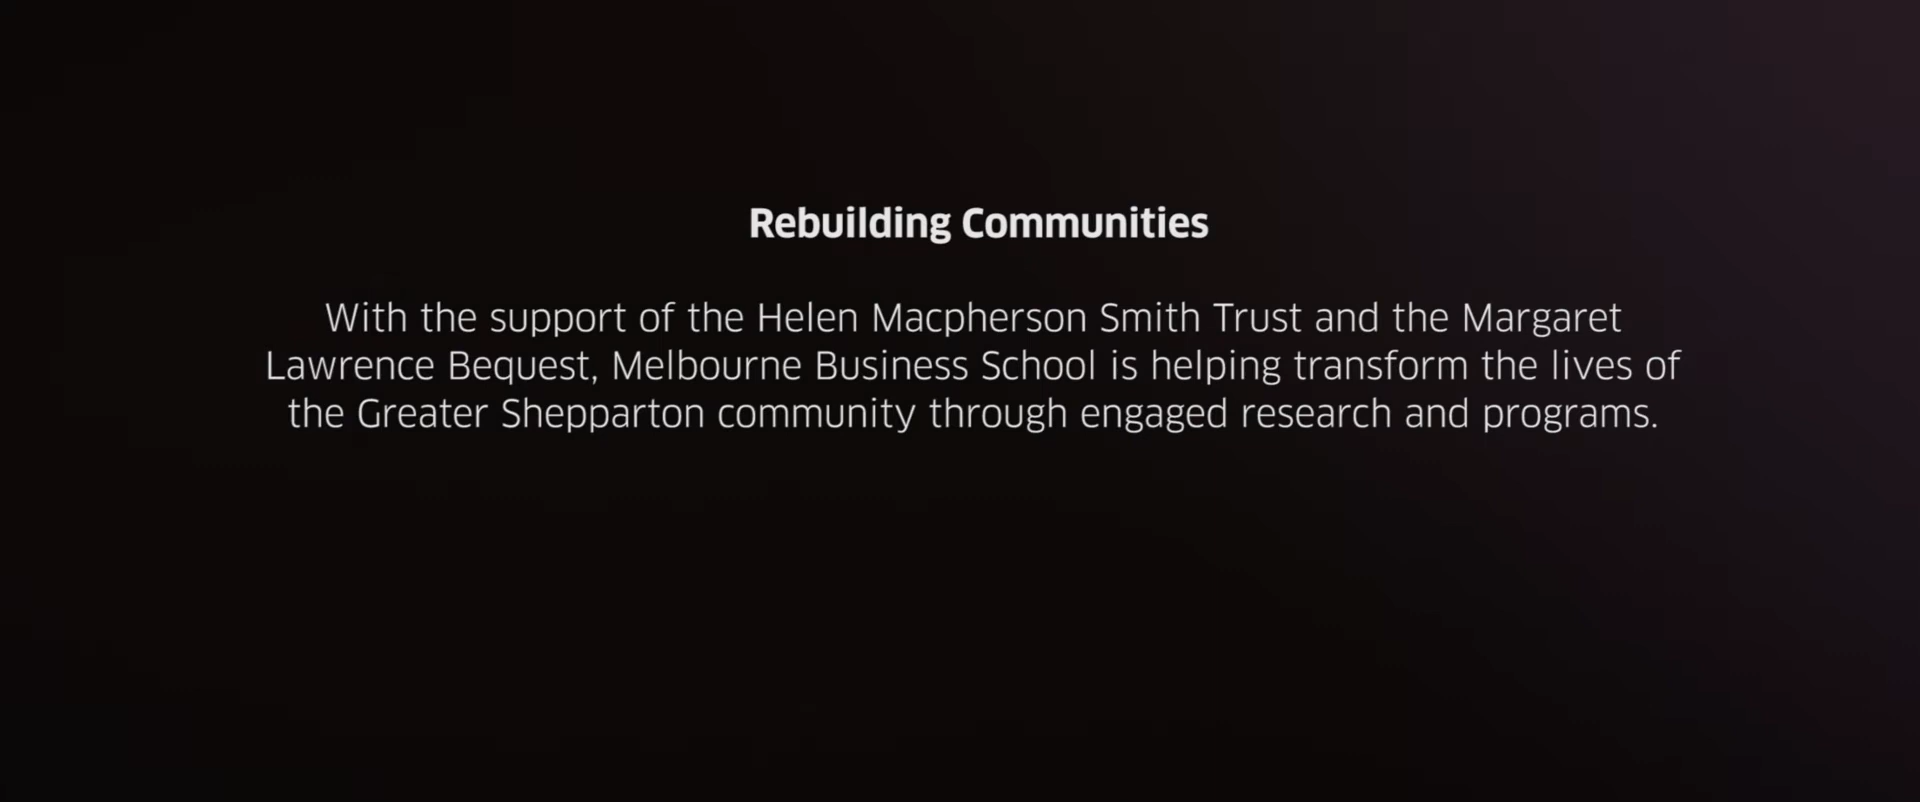 Rebuilding Communities
With the support of the Helen Macpherson Smith Trust and the Margaret
Lawrence Bequest, Melbourne Business School is helping transform the lives of
the Greater Shepparton community through engaged research and programs.